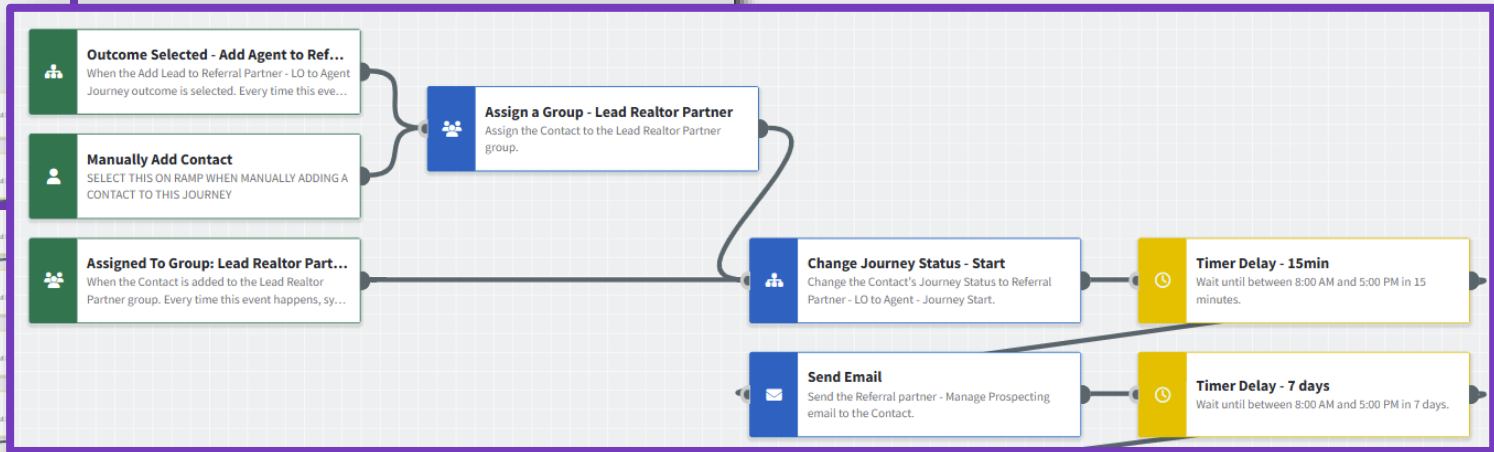 Outcome Selected - Add Agent to Ref...
When the Add Lead to Referral Partner - LO to Agent
Journey outcome is selected. Every time this eve...
Manually Add Contact
SELECT THIS ON RAMP WHEN MANUALLY ADDING A
CONTACT TO THIS JOURNEY
Assigned To Group: Lead Realtor Part...
When the Contact is added to the Lead Realtor
Partner group. Every time this event happens, sy...
Assign a Group - Lead Realtor Partner
Assign the Contact to the Lead Realtor Partner
group.
Change Journey Status - Start
Change the Contact's Journey Status to Referral
Partner - LO to Agent - Journey Start.
Timer Delay - 15min
Wait until between 8:00 AM and 5:00 PM in 15
minutes.
Send Email
Send the Referral partner - Manage Prospecting
email to the Contact.
Timer Delay - 7 days
Wait until between 8:00 AM and 5:00 PM in 7 days.